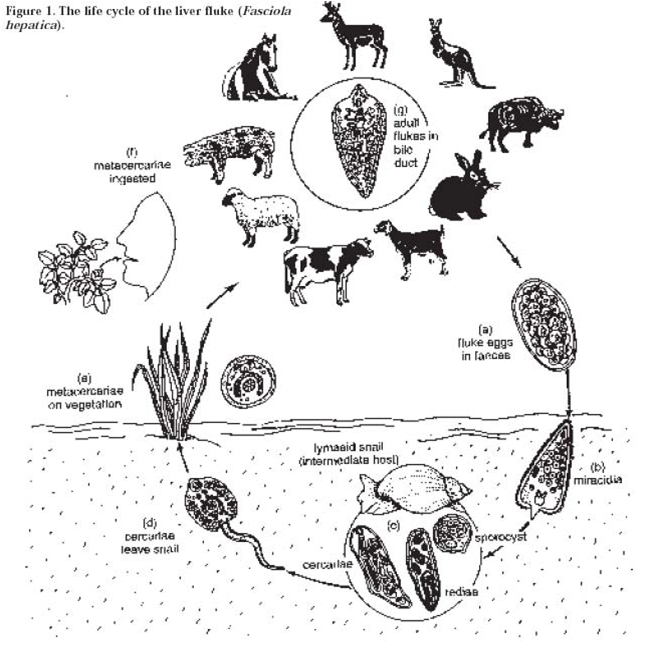 Figure 1. The life cycle of the liver fluke (Fasciola
hepatica).
(g)
adult
flukes in
bile
duct
(f)
metacercariae
ingested
(a)
fluke eggs
in faeces
(e)
metacercariae
on vegetation
lymaeid snail
(intermediate host)
(b)
miracidia
(c)
sporocyst
(d)
cercariae
leave snail
cercariae
rediae